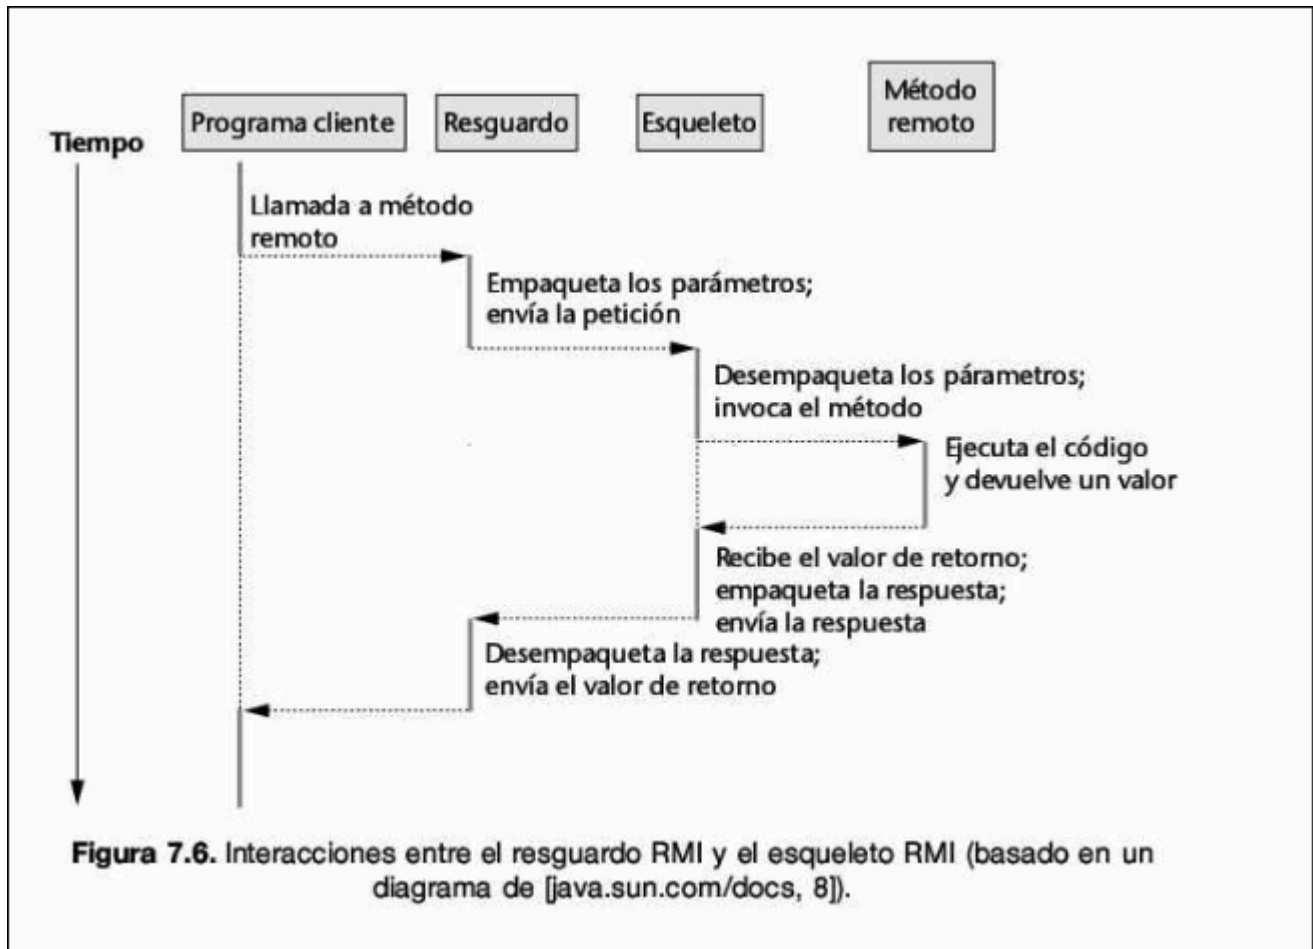 Tiempo
Programa cliente
Resguardo
Esqueleto
Método
remoto
Llamada a método
remoto
Empaqueta los parámetros;
envía la petición
Desempaqueta los párametros;
invoca el método
Ejecuta el código
y devuelve un valor
Recibe el valor de retorno;
empaqueta la respuesta;
envía la respuesta
Desempaqueta la respuesta;
envía el valor de retorno
Figura 7.6. Interacciones entre el resguardo RMI y el esqueleto RMI (basado en un
diagrama de [java.sun.com/docs, 8]).